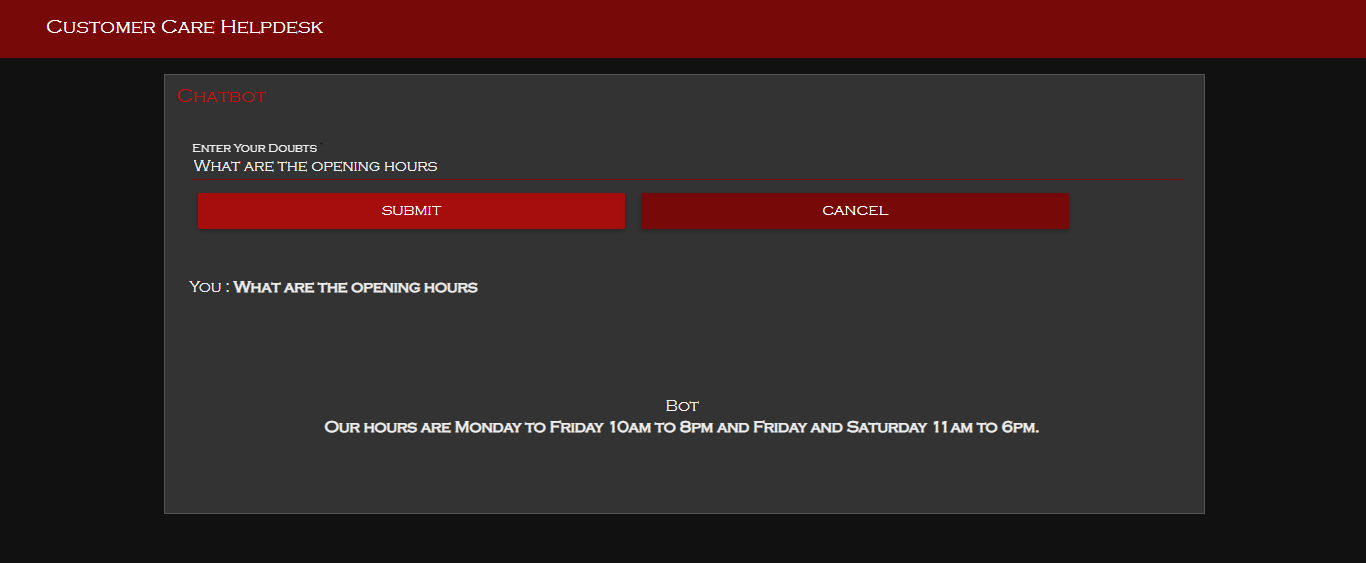 Customer Care Helpdesk
Chatbot
Enter Your Doubts
What are the opening hours
SUBMIT
CANCEL
You : What are the opening hours
Bot
Our hours are Monday to Friday 10am to 8pm and Friday and Saturday 11am to 6pm.